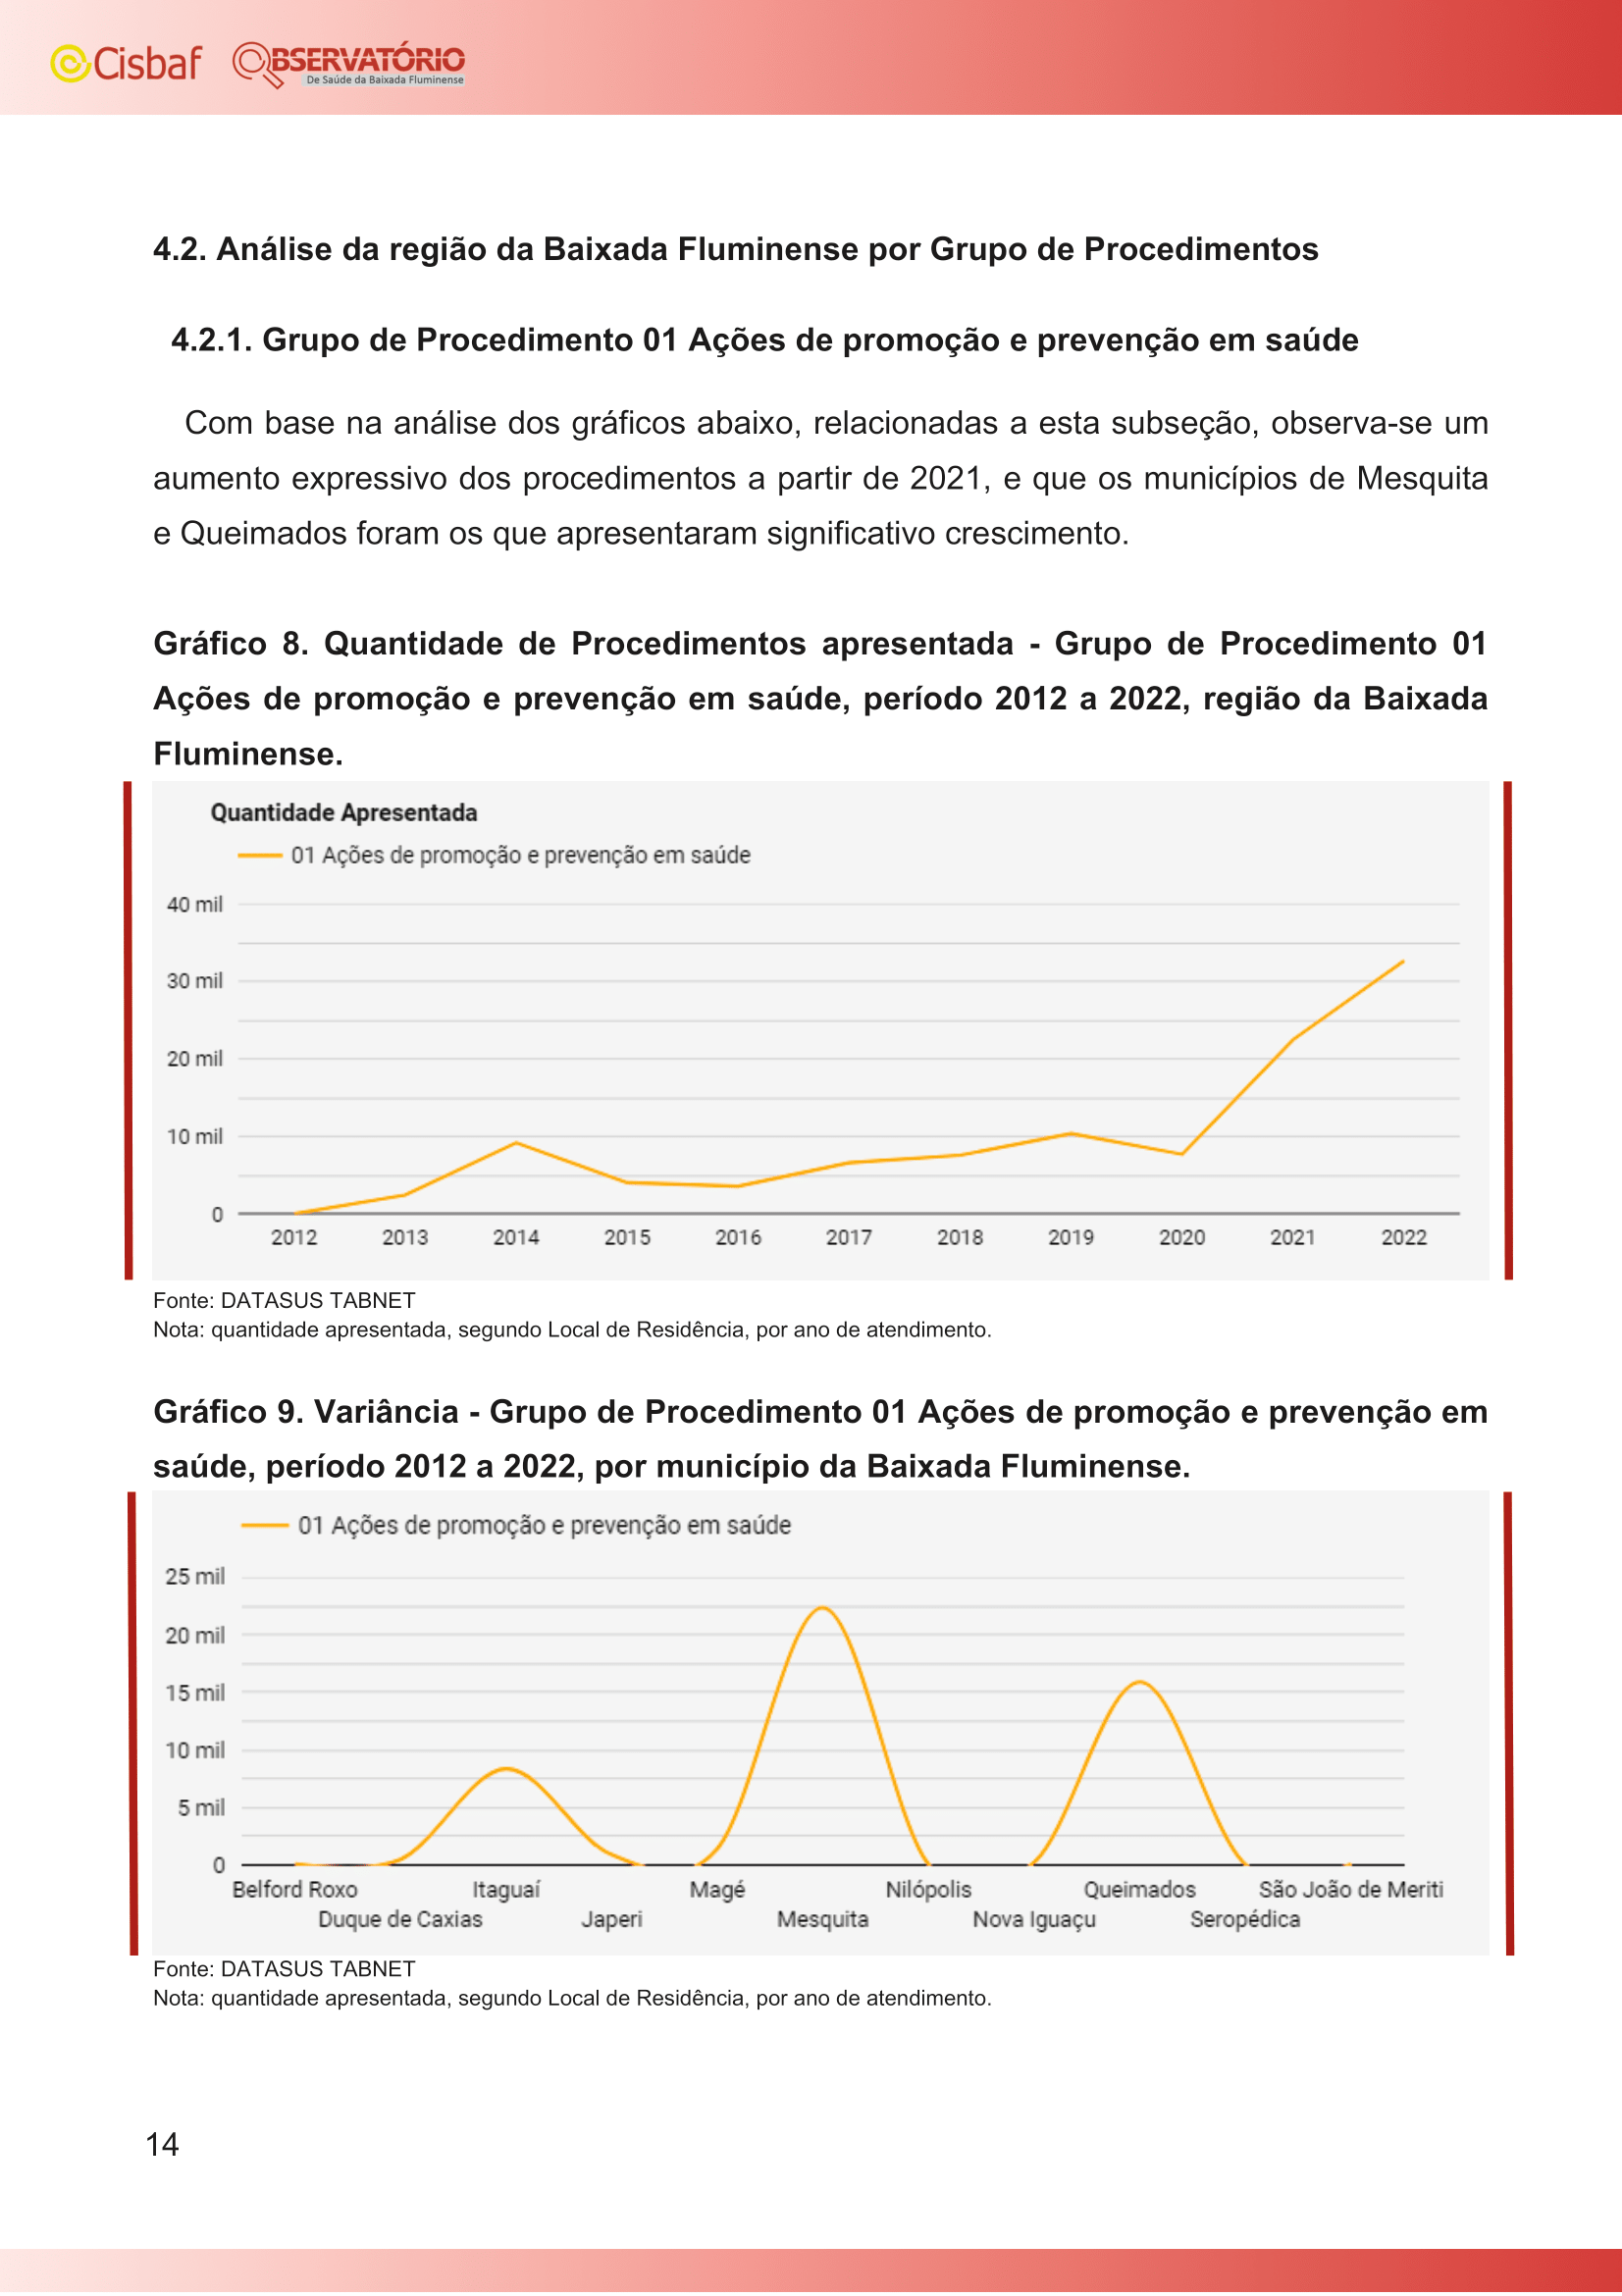 Cisbaf
OBSERVATÓRIO
De Saúde da Baixada Fluminense
4.2. Análise da região da Baixada Fluminense por Grupo de Procedimentos
4.2.1. Grupo de Procedimento 01 Ações de promoção e prevenção em saúde
Com base na análise dos gráficos abaixo, relacionadas a esta subseção, observa-se um
aumento expressivo dos procedimentos a partir de 2021, e que os municípios de Mesquita
e Queimados foram os que apresentaram significativo crescimento.
Gráfico 8. Quantidade de Procedimentos apresentada - Grupo de Procedimento 01
Ações de promoção e prevenção em saúde, período 2012 a 2022, região da Baixada
Fluminense.
Quantidade Apresentada
01 Ações de promoção e prevenção em saúde
40 mil
30 mil
20 mil
10 mil
0
2012 2013 2014 2015 2016 2017 2018 2019 2020 2021 2022
Fonte: DATASUS TABNET
Nota: quantidade apresentada, segundo Local de Residência, por ano de atendimento.
Gráfico 9. Variância - Grupo de Procedimento 01 Ações de promoção e prevenção em
saúde, período 2012 a 2022, por município da Baixada Fluminense.
01 Ações de promoção e prevenção em saúde
25 mil
20 mil
15 mil
10 mil
5 mil
0
Belford Roxo Itaguaí Magé Nilópolis Queimados São João de Meriti
Duque de Caxias Japeri Mesquita Nova Iguaçu Seropédica
Fonte: DATASUS TABNET
Nota: quantidade apresentada, segundo Local de Residência, por ano de atendimento.
14